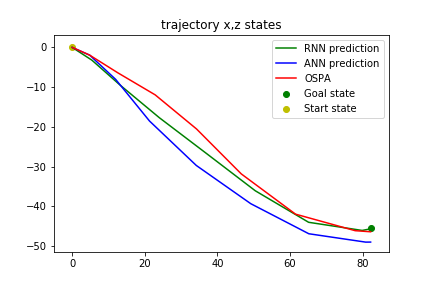 trajectory x,z states
RNN prediction
ANN prediction
OSPA
Goal state
Start state
0
−10
−20
−30
−40
−50
0 20 40 60 80